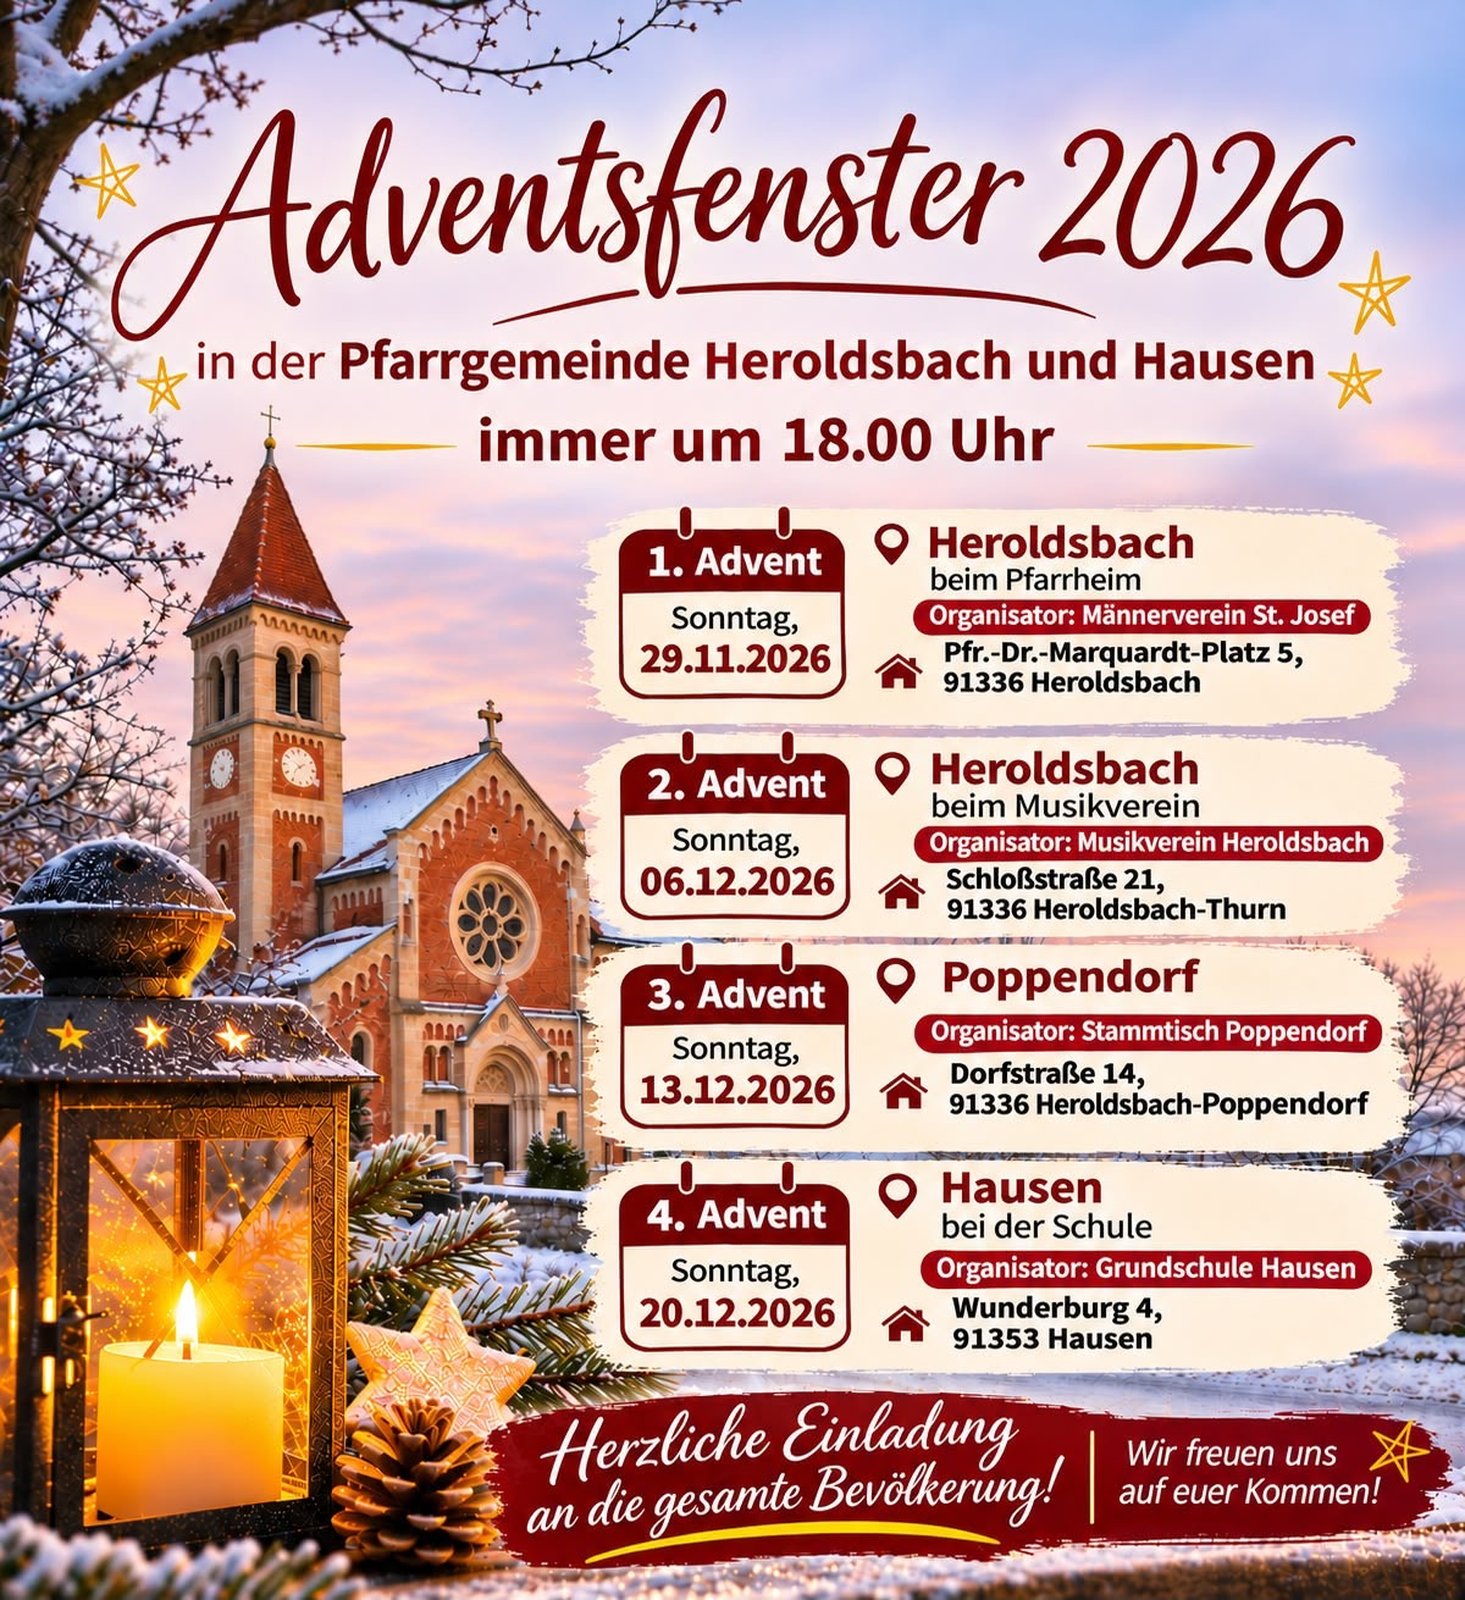 Adventsfenster 2026
in der Pfarrgemeinde Heroldsbach und Hausen
immer um 18.00 Uhr
1. Advent
Sonntag,
29.11.2026
Heroldsbach
beim Pfarrheim
Organisator: Männerverein St. Josef
Pfr.-Dr.-Marquardt-Platz 5,
91336 Heroldsbach
2. Advent
Sonntag,
06.12.2026
Heroldsbach
beim Musikverein
Organisator: Musikverein Heroldsbach
Schloßstraße 21,
91336 Heroldsbach-Thurn
3. Advent
Sonntag,
13.12.2026
Poppendorf
Organisator: Stammtisch Poppendorf
Dorfstraße 14,
91336 Heroldsbach-Poppendorf
4. Advent
Sonntag,
20.12.2026
Hausen
bei der Schule
Organisator: Grundschule Hausen
Wunderburg 4,
91353 Hausen
Herzliche Einladung
an die gesamte Bevölkerung!
Wir freuen uns
auf euer Kommen!